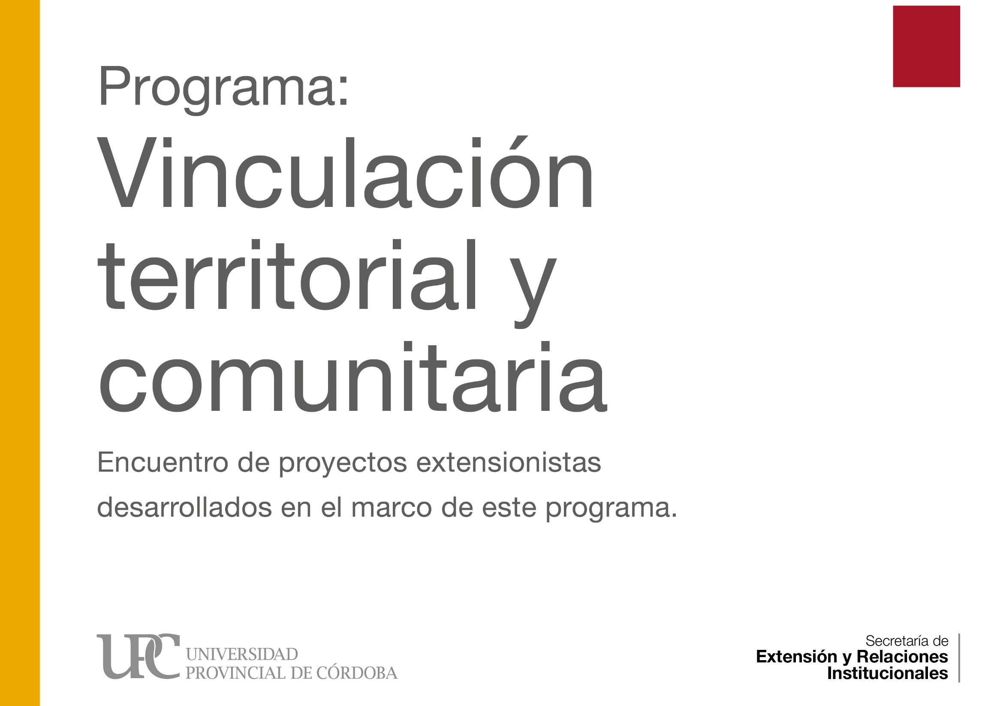 Programa:
Vinculación
territorial y
comunitaria
Encuentro de proyectos extensionistas
desarrollados en el marco de este programa.
UPC
UNIVERSIDAD
PROVINCIAL DE CÓRDOBA
Secretaría de
Extensión y Relaciones
Institucionales